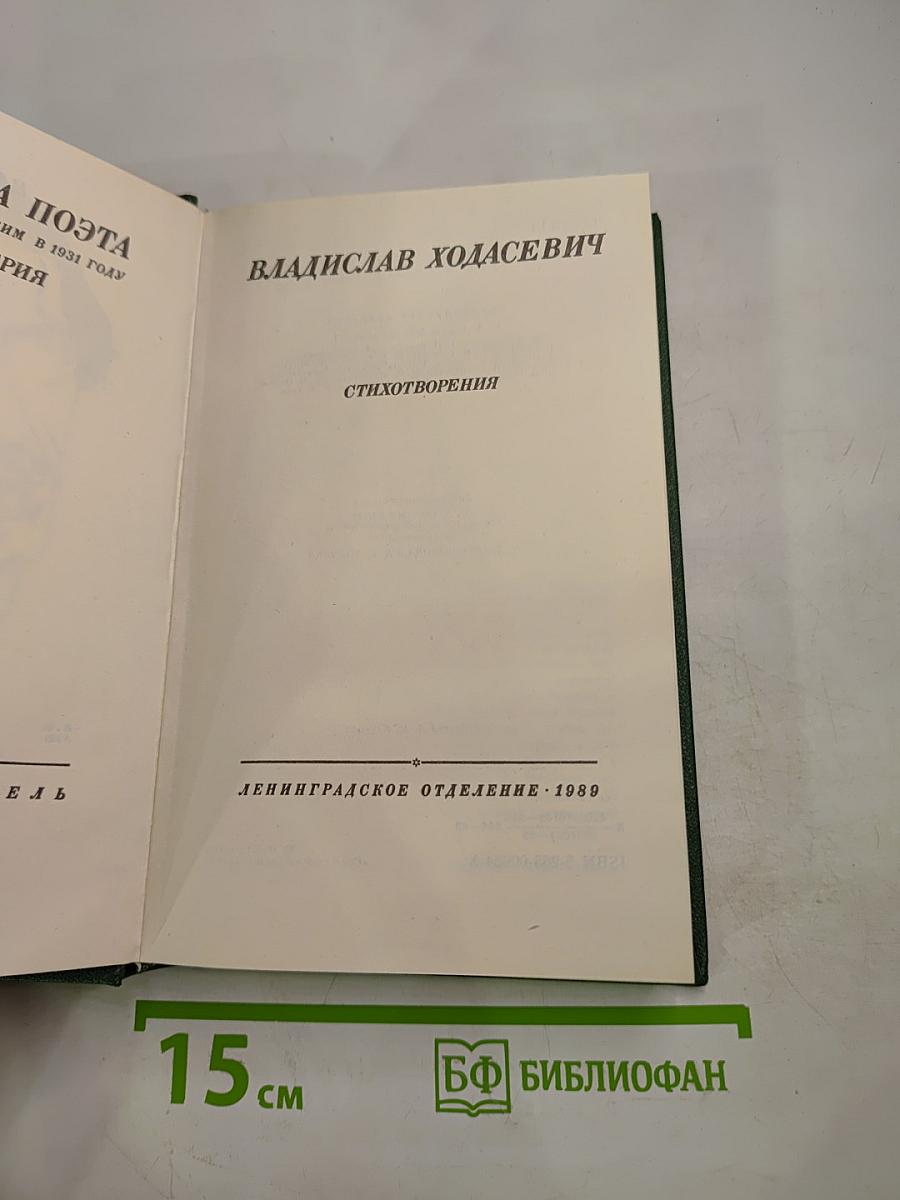 А ПОЭТА
ИМ В 1931 ГОДУ
РИЯ
ЕЛЬ
ВЛАДИСЛАВ ХОДАСЕВИЧ
СТИХОТВОРЕНИЯ
ЛЕНИНГРАДСКОЕ ОТДЕЛЕНИЕ · 1989
15 см
БФ БИБЛИОФАН